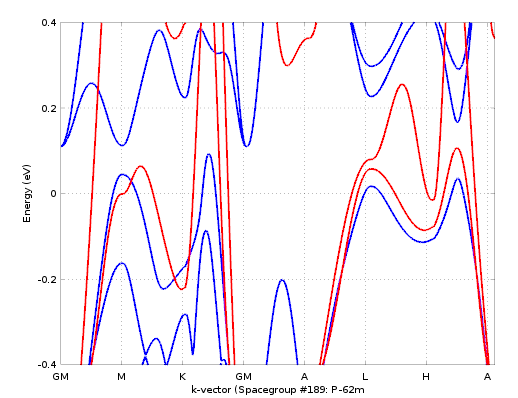 0.4
0.2
0
-0.2
-0.4
Energy (eV)
GM M K GM A L H A
k-vector (Spacegroup #189: P-62m